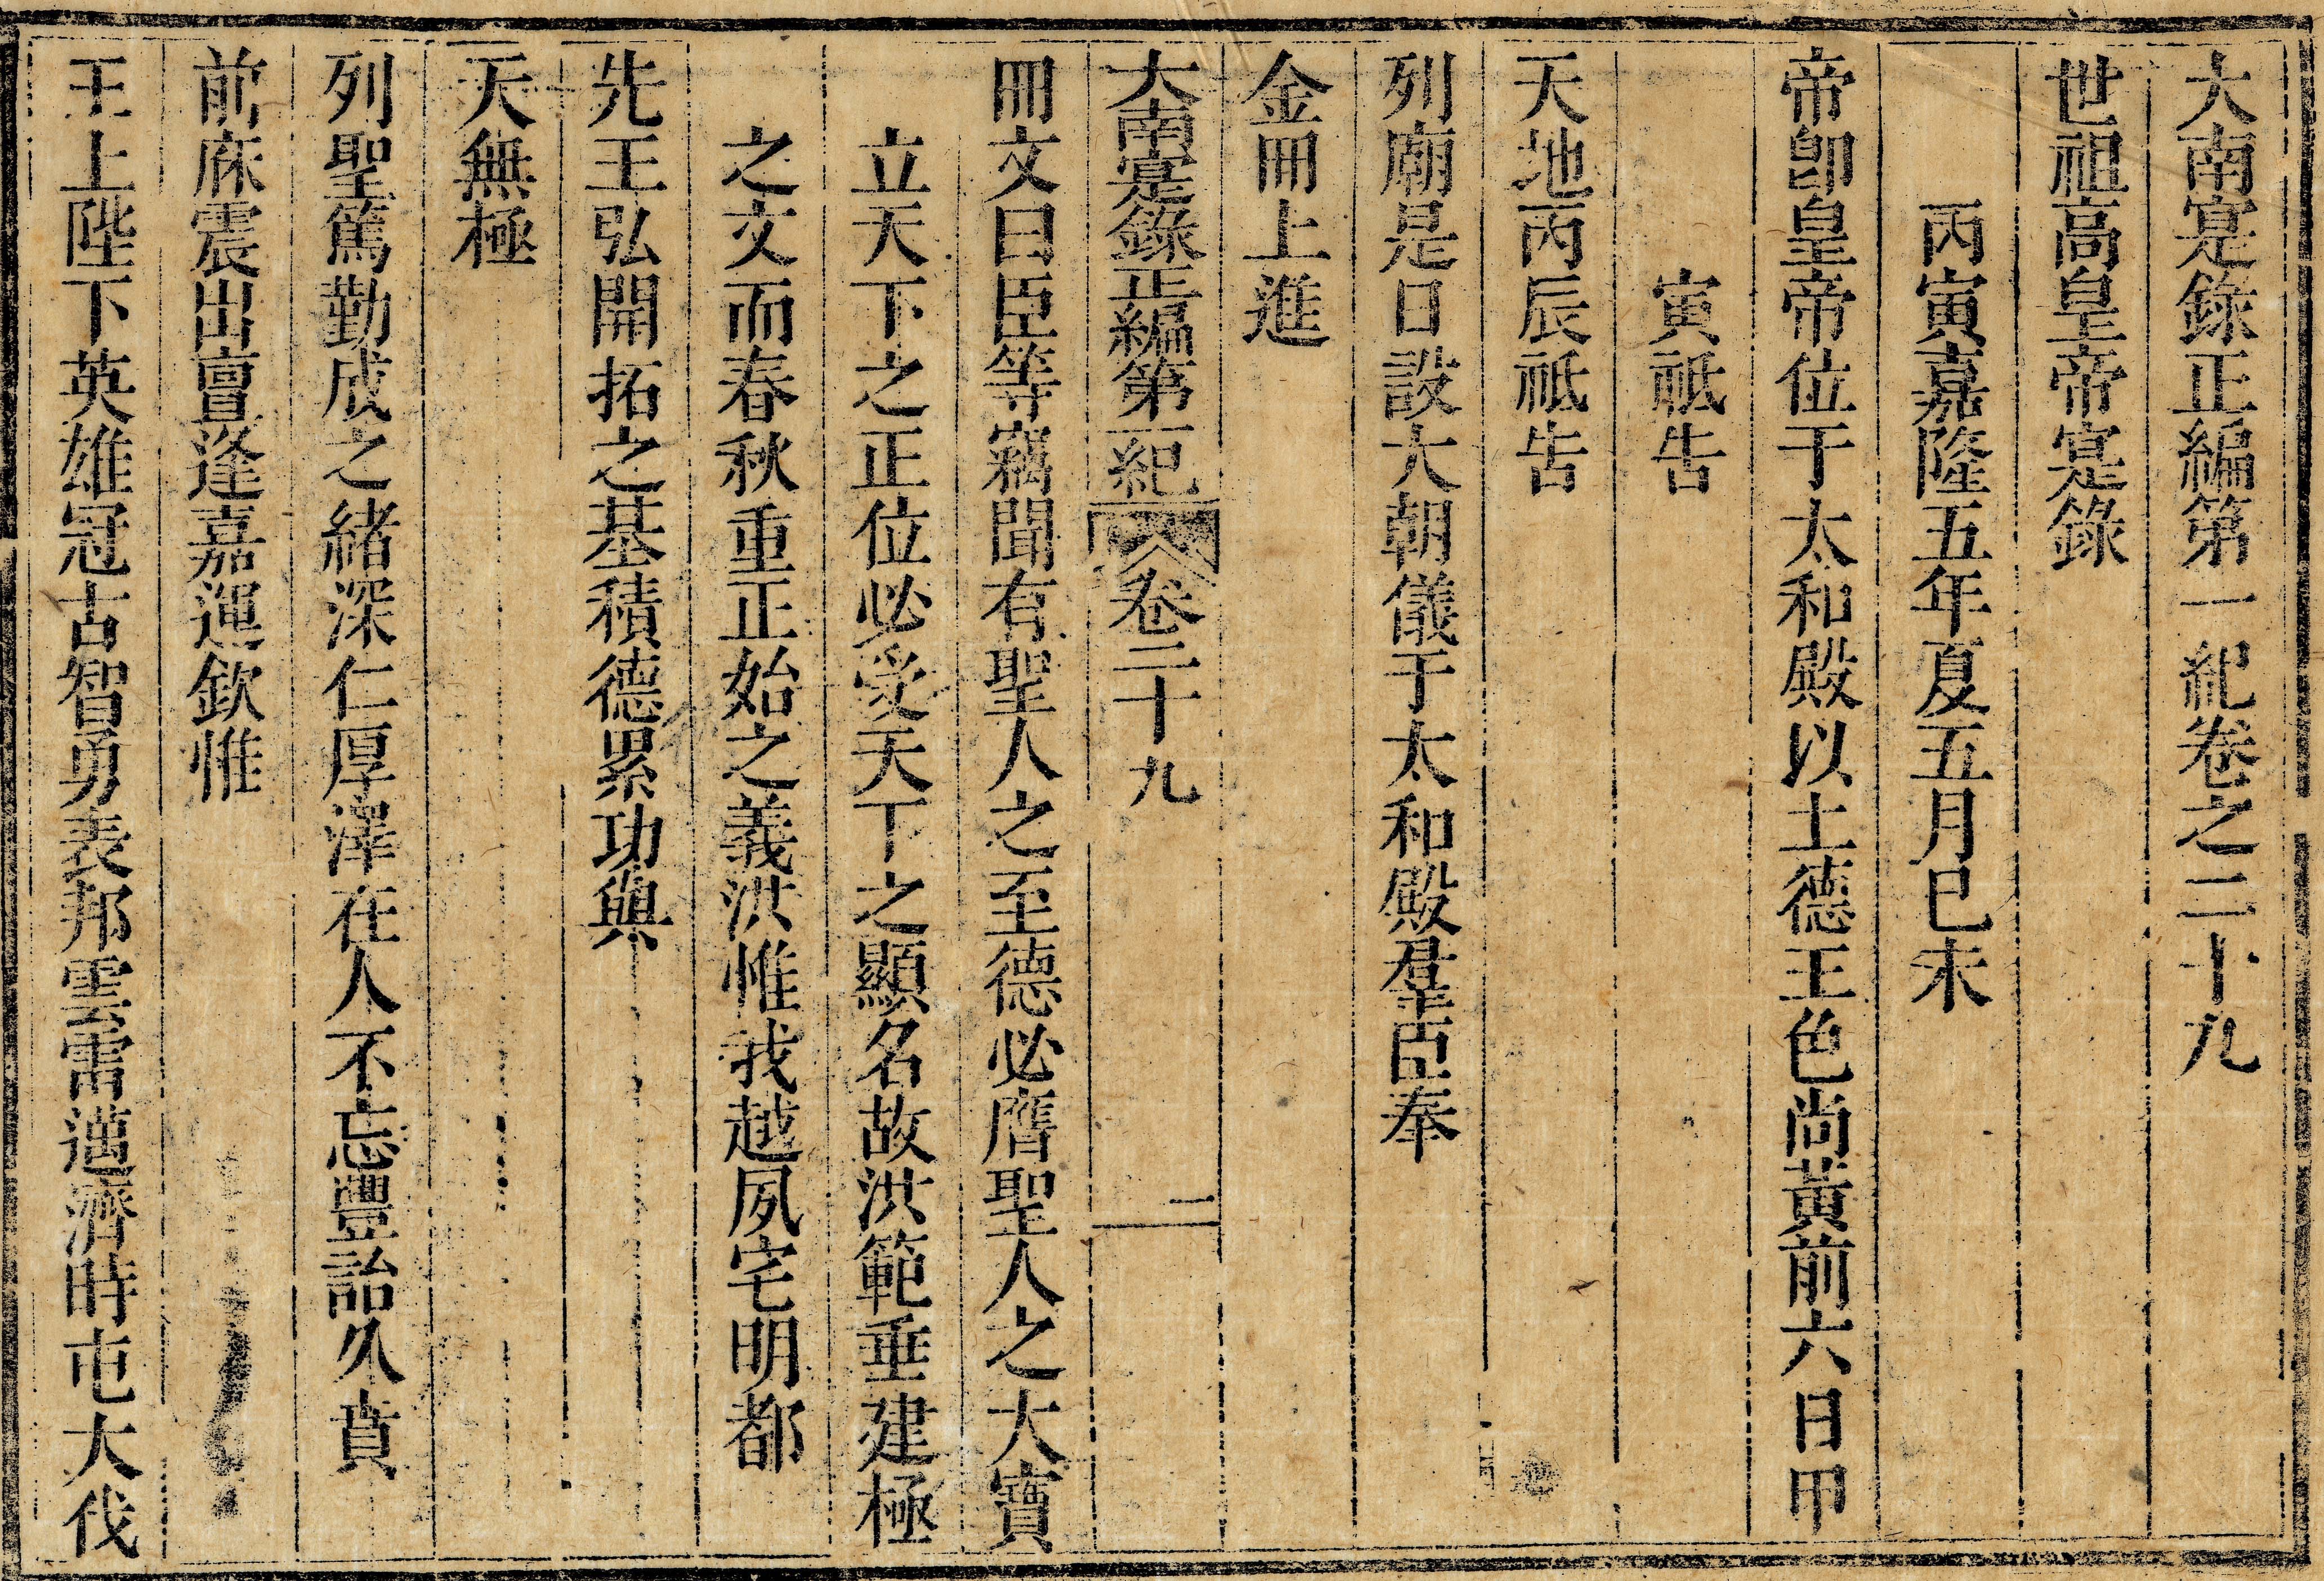 大南寔錄正編第一紀卷之二十九
世祖高皇帝寔錄
丙寅嘉隆五年夏五月己未
帝卽皇帝位于太和殿以土德王色尚黃前六日甲
寅祗告
天地丙辰祗告
列廟是日設大朝儀于太和殿羣臣奉
金冊上進
大南寔錄正編第一紀 卷二十九 一
冊文曰臣等竊聞有聖人之至德必膺聖人之大寶
立天下之正位必受天下之顯名故洪範垂建極
之文而春秋重正始之義洪惟我越夙宅明都
先王弘開拓之基積德累功與
天無極
列聖篤勤成之緒深仁厚澤在人不忘豐詒久賁
前庥震出亶逢嘉運欽惟
王上陛下英雄冠古智勇表邦雲雷邁濟時屯大伐